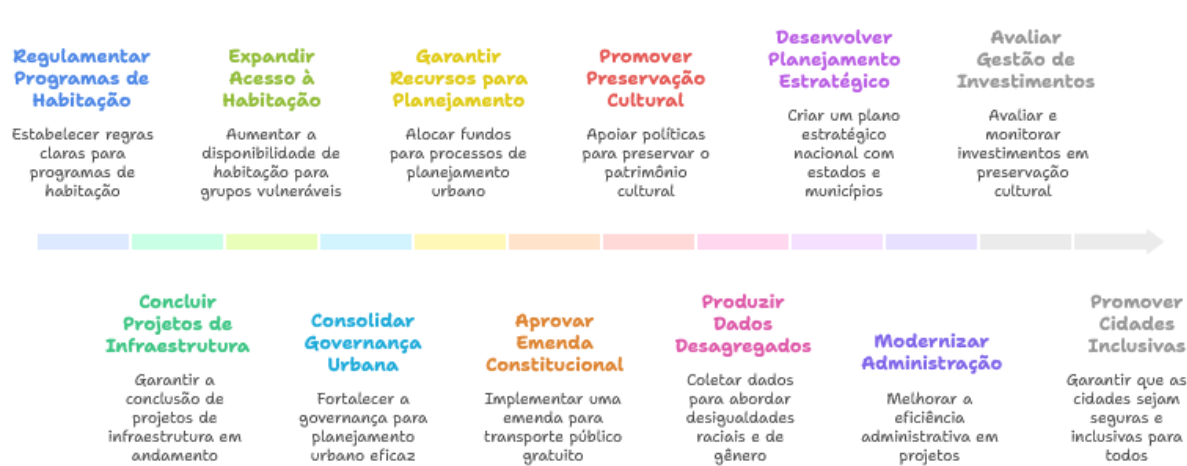 Regulamentar
Programas de
Habitação
Estabelecer regras
claras para
programas de
habitação
Expandir
Acesso à
Habitação
Aumentar a
disponibilidade de
habitação para
grupos vulneráveis
Garantir
Recursos para
Planejamento
Alocar fundos
para processos de
planejamento
urbano
Promover
Preservação
Cultural
Apoiar políticas
para preservar o
patrimônio
cultural
Desenvolver
Planejamento
Estratégico
Criar um plano
estratégico
nacional com
estados e
municípios
Avaliar
Gestão de
Investimentos
Avaliar e
monitorar
investimentos em
preservação
cultural
Concluir
Projetos de
Infraestrutura
Garantir a
conclusão de
projetos de
infraestrutura em
andamento
Consolidar
Governança
Urbana
Fortalecer a
governança para
planejamento
urbano eficaz
Aprovar
Emenda
Constitucional
Implementar uma
emenda para
transporte público
gratuito
Produzir
Dados
Desagregados
Coletar dados
para abordar
desigualdades
raciais e de
gênero
Modernizar
Administração
Melhorar a
eficiência
administrativa em
projetos
Promover
Cidades
Inclusivas
Garantir que as
cidades sejam
seguras e
inclusivas para
todos